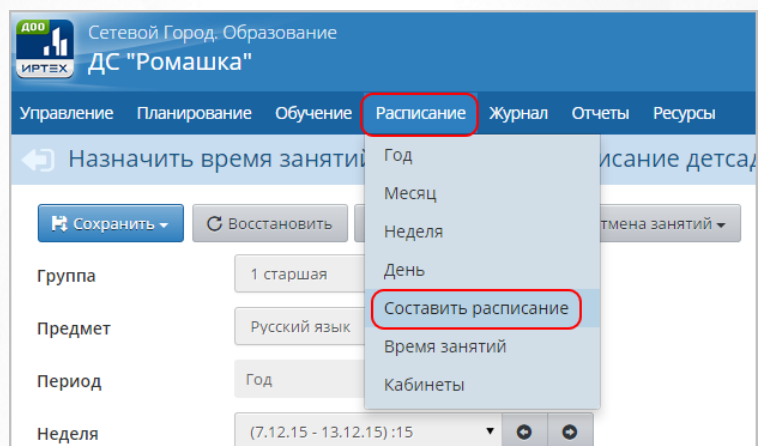 ДОО
ИРТЕХ
Сетевой Город. Образование
ДС "Ромашка"
Управление Планирование Обучение Расписание Журнал Отчеты Ресурсы
Назначить время заняти исание детса
Сохранить Восстановить тмена занятий
Год
Месяц
Неделя
День
Составить расписание
Время занятий
Кабинеты
Группа 1 старшая
Предмет Русский язык
Период Год
Неделя (7.12.15 - 13.12.15) :15